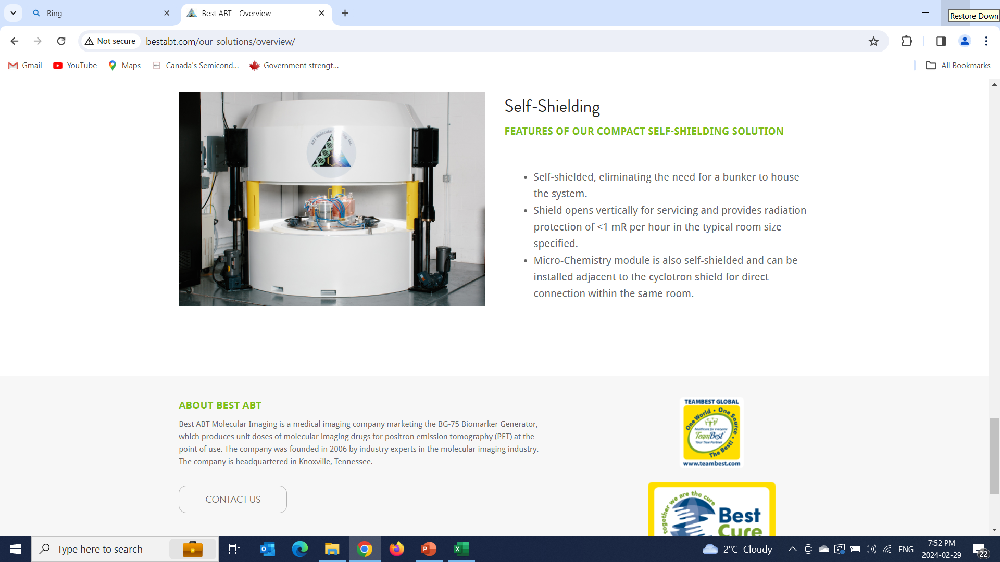 Bing
Best ABT - Overview
Restore Down
Not secure
bestabt.com/our-solutions/overview/
Gmail
YouTube
Maps
Canada's Semicond...
Government strengt...
All Bookmarks
ABT Molecular
Inc.
Self-Shielding
FEATURES OF OUR COMPACT SELF-SHIELDING SOLUTION
• Self-shielded, eliminating the need for a bunker to house
the system.
• Shield opens vertically for servicing and provides radiation
protection of <1 mR per hour in the typical room size
specified.
• Micro-Chemistry module is also self-shielded and can be
installed adjacent to the cyclotron shield for direct
connection within the same room.
ABOUT BEST ABT
Best ABT Molecular Imaging is a medical imaging company marketing the BG-75 Biomarker Generator,
which produces unit doses of molecular imaging drugs for positron emission tomography (PET) at the
point of use. The company was founded in 2006 by industry experts in the molecular imaging industry.
The company is headquartered in Knoxville, Tennessee.
CONTACT US
TEAMBEST GLOBAL
One World • One Source •
healthcare for everyone
TeamBest®
Your True Partner
The Best!
www.teambest.com
together we are the cure
Best
Cure
Type here to search
2°C Cloudy
ENG
7:52 PM
2024-02-29
22